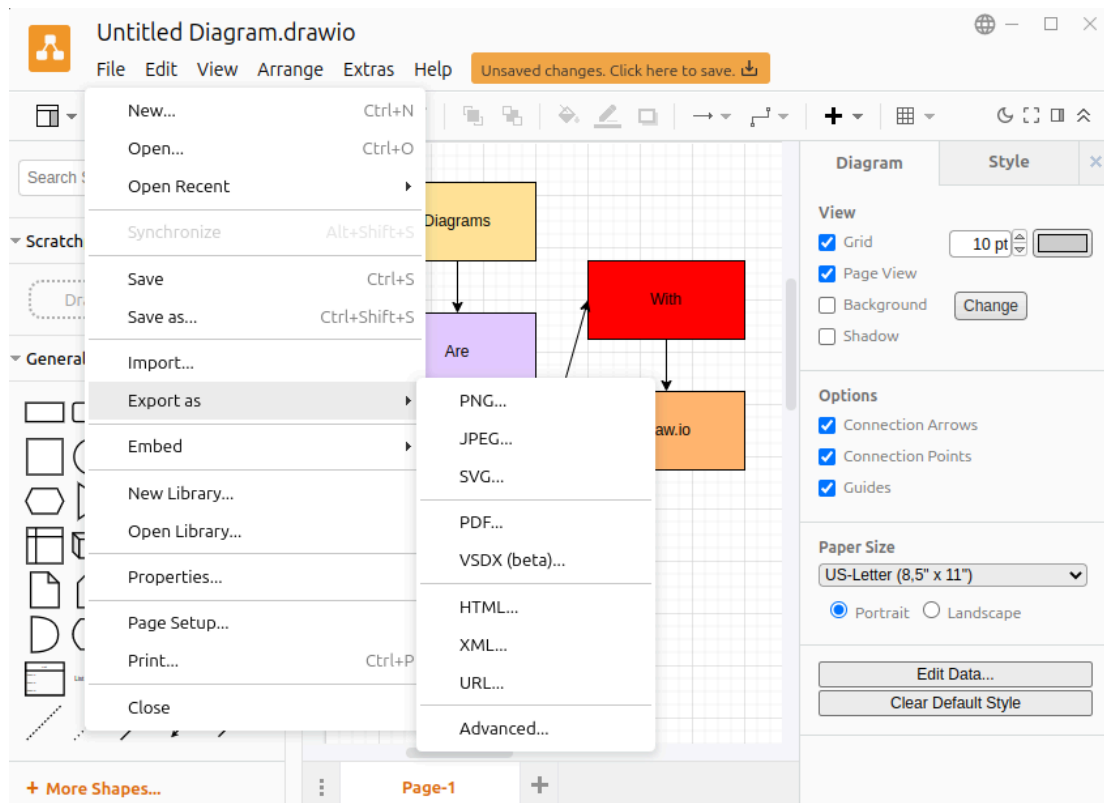 Untitled Diagram.drawio
File Edit View Arrange Extras Help Unsaved changes. Click here to save.
New... Ctrl+N
Open... Ctrl+O
Open Recent
Synchronize Alt+Shift+S
Save Ctrl+S
Save as... Ctrl+Shift+S
Import...
Export as
Embed
New Library...
Open Library...
Properties...
Page Setup...
Print... Ctrl+P
Close
PNG...
JPEG...
SVG...
PDF...
VSDX (beta)...
HTML...
XML...
URL...
Advanced...
Search
Scratch
Dr
General
+ More Shapes...
Diagrams
Are
With
aw.io
Page-1
Diagram Style
View
Grid 10 pt
Page View
Background Change
Shadow
Options
Connection Arrows
Connection Points
Guides
Paper Size
US-Letter (8,5" x 11")
Portrait Landscape
Edit Data...
Clear Default Style